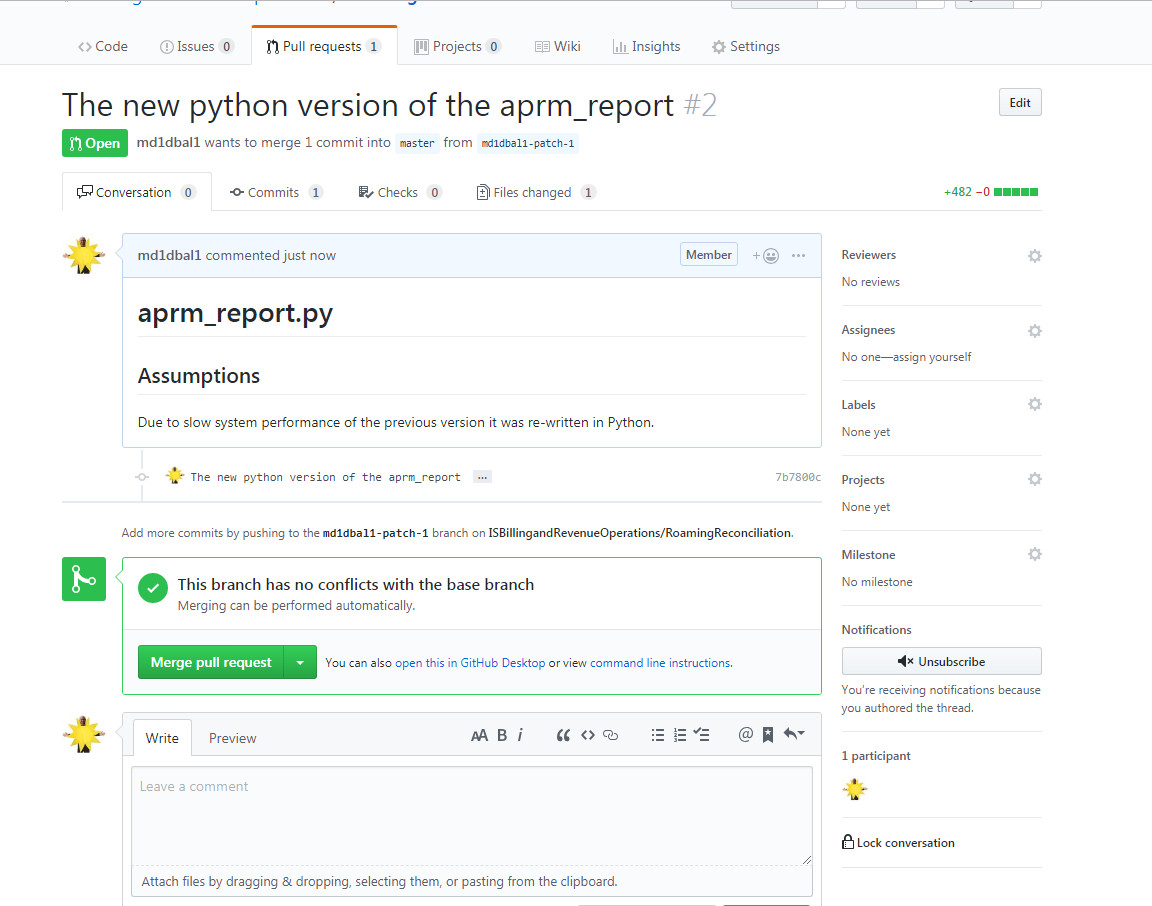 Code Issues 0 Pull requests 1 Projects 0 Wiki Insights Settings
The new python version of the aprm_report #2 Edit
Open md1dbal1 wants to merge 1 commit into master from md1dbal1-patch-1
Conversation 0 Commits 1 Checks 0 Files changed 1 +482 −0
md1dbal1 commented just now Member
aprm_report.py
Assumptions
Due to slow system performance of the previous version it was re-written in Python.
The new python version of the aprm_report ... 7b7800c
Add more commits by pushing to the md1dbal1-patch-1 branch on ISBillingandRevenueOperations/RoamingReconciliation.
This branch has no conflicts with the base branch
Merging can be performed automatically.
Merge pull request You can also open this in GitHub Desktop or view command line instructions.
Write Preview AA B i
Leave a comment
Attach files by dragging & dropping, selecting them, or pasting from the clipboard.
Reviewers
No reviews
Assignees
No one—assign yourself
Labels
None yet
Projects
None yet
Milestone
No milestone
Notifications
Unsubscribe
You're receiving notifications because
you authored the thread.
1 participant
Lock conversation